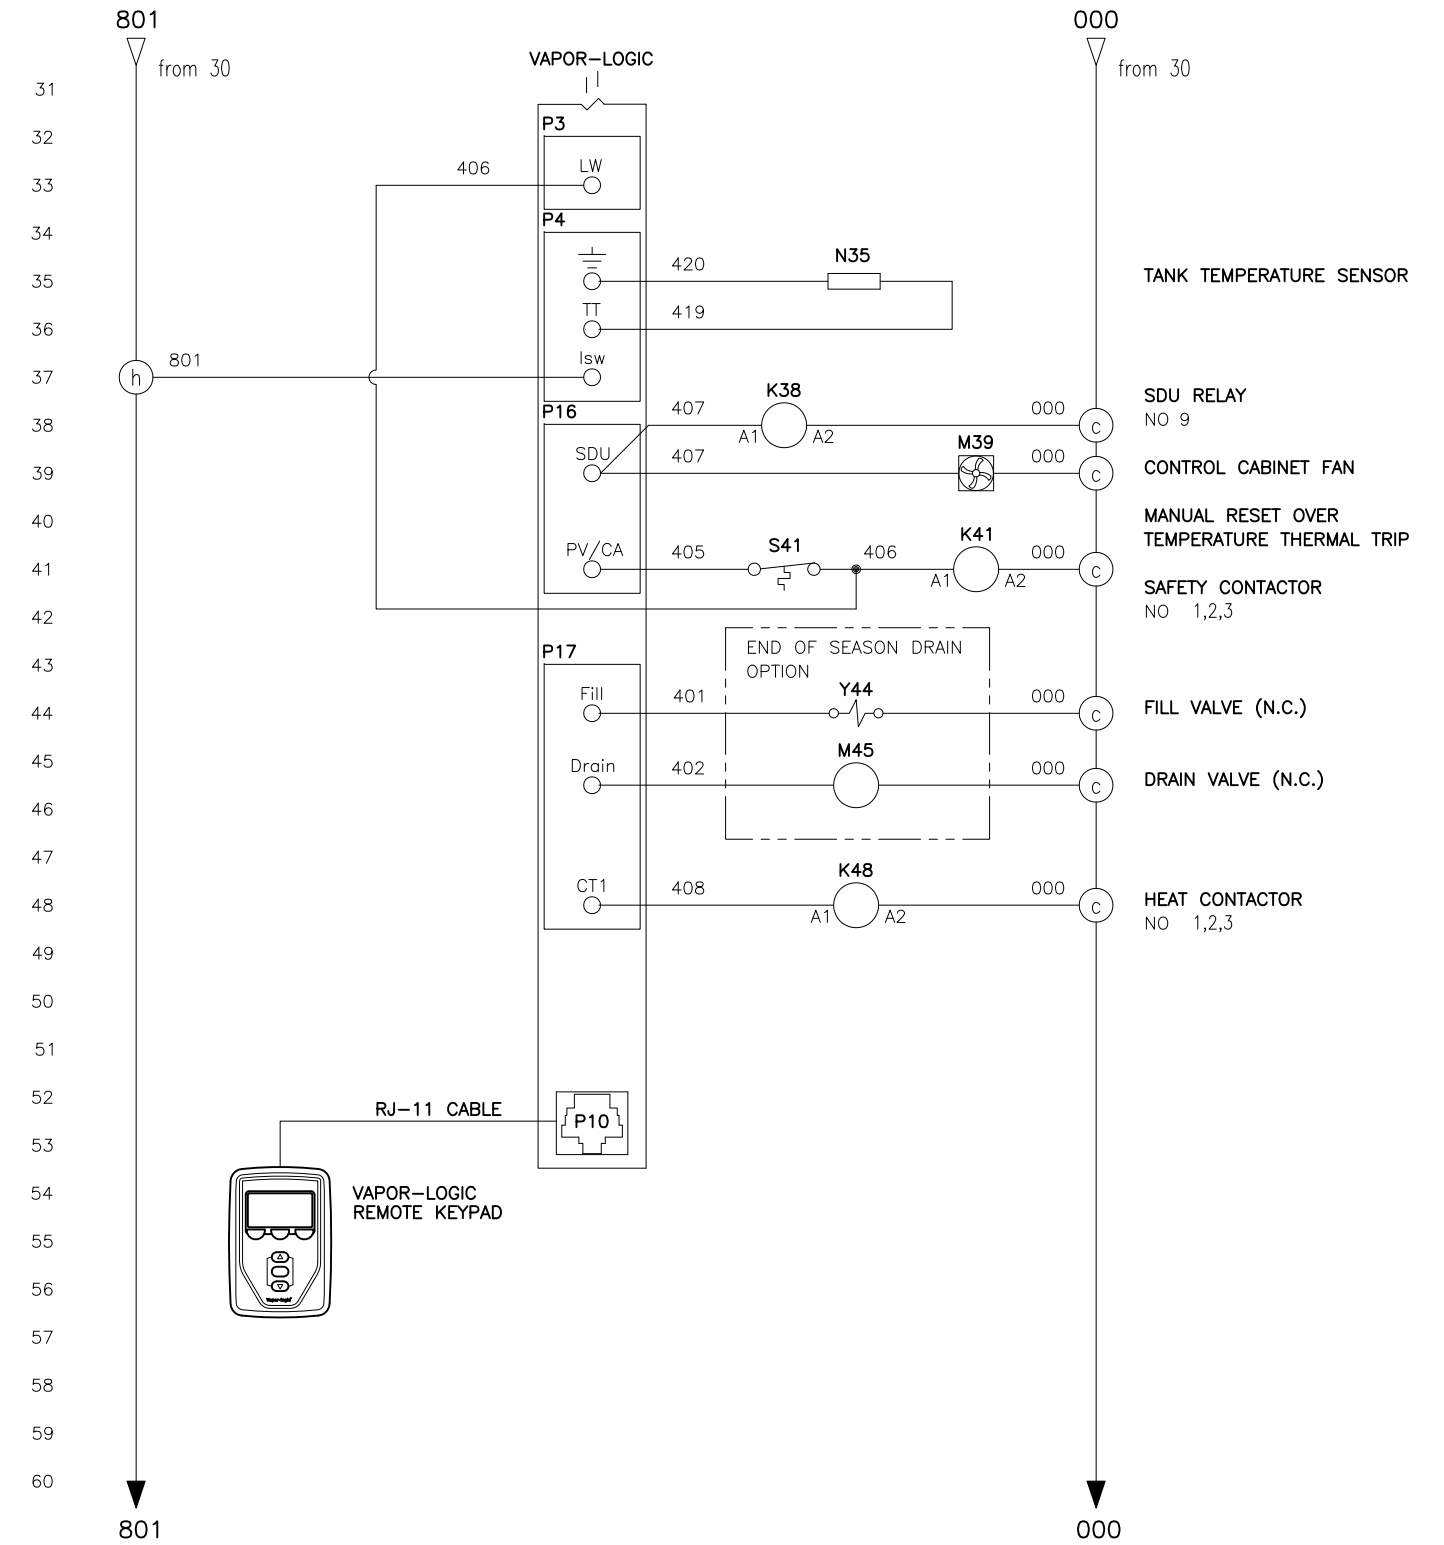 801
000
from 30
from 30
VAPOR-LOGIC
31
32
P3
LW
406
33
34
P4
420
N35
35
TANK TEMPERATURE SENSOR
TT
419
36
Isw
801
h
37
K38
SDU RELAY
P16
407
000
38
A1
A2
c
NO 9
SDU
407
M39
000
39
c
CONTROL CABINET FAN
40
MANUAL RESET OVER
TEMPERATURE THERMAL TRIP
PV/CA
405
S41
406
K41
000
41
A1
A2
c
SAFETY CONTACTOR
NO 1,2,3
42
43
P17
END OF SEASON DRAIN
OPTION
Fill
401
Y44
000
44
c
FILL VALVE (N.C.)
45
M45
Drain
402
000
c
DRAIN VALVE (N.C.)
46
47
K48
CT1
408
000
48
A1
A2
c
HEAT CONTACTOR
NO 1,2,3
49
50
51
52
RJ-11 CABLE
P10
53
54
VAPOR-LOGIC
REMOTE KEYPAD
55
56
Vapor-logic
57
58
59
60
801
000